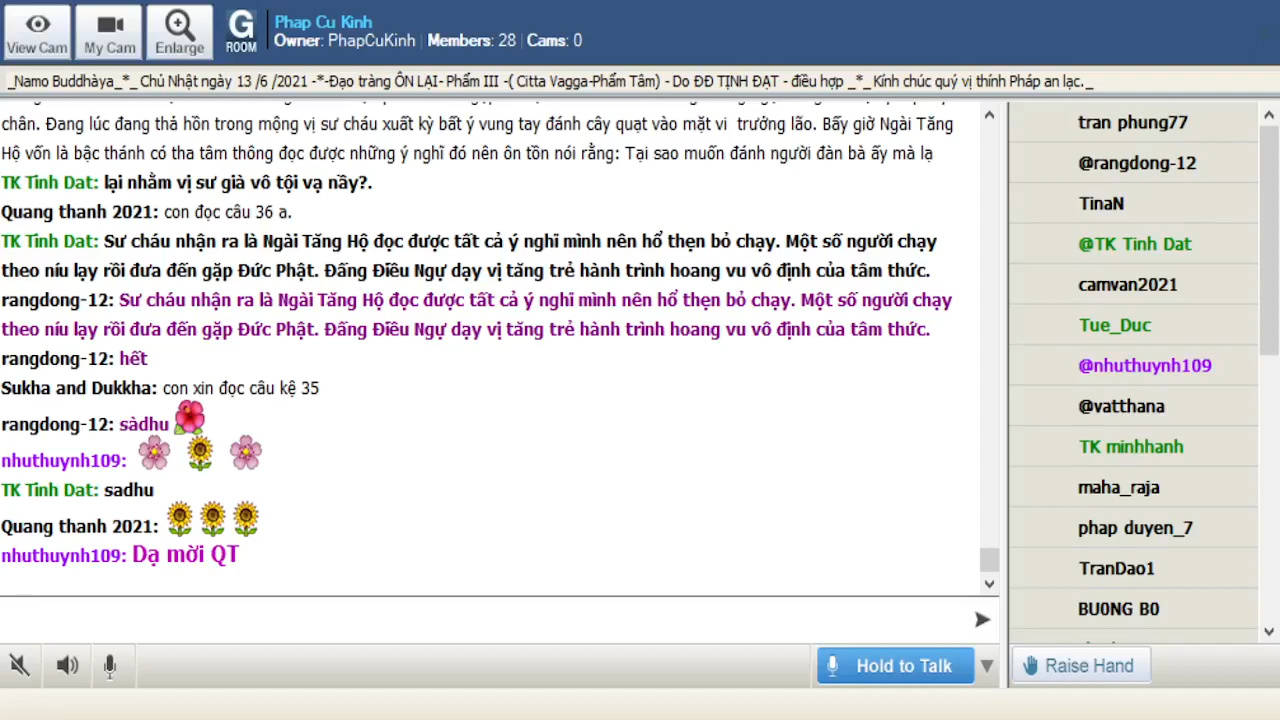 View Cam
My Cam
Enlarge
G
ROOM
Phap Cu Kinh
Owner: PhapCuKinh | Members: 28 | Cams: 0
_Namo Buddhàya_*_ Chủ Nhật ngày 13 /6 /2021 -*-Đạo tràng ÔN LẠI- Phẩm III -( Citta Vagga-Phẩm Tâm) - Do ĐĐ TỊNH ĐẠT - điều hợp _*_Kính chúc quý vị thính Pháp an lạc._
chân. Đang lúc đang thả hồn trong mộng vị sư cháu xuất kỳ bất ý vung tay đánh cây quạt vào mặt vi trưởng lão. Bấy giờ Ngài Tăng
Hộ vốn là bậc thánh có tha tâm thông đọc được những ý nghĩ đó nên ôn tồn nói rằng: Tại sao muốn đánh người đàn bà ấy mà lạ
TK Tinh Dat: lại nhằm vị sư già vô tội vạ nầy?.
Quang thanh 2021: con đọc câu 36 a.
TK Tinh Dat: Sư cháu nhận ra là Ngài Tăng Hộ đọc được tất cả ý nghĩ mình nên hổ thẹn bỏ chạy. Một số người chạy
theo níu lạy rồi đưa đến gặp Đức Phật. Đấng Điều Ngự dạy vị tăng trẻ hành trình hoang vu vô định của tâm thức.
rangdong-12: Sư cháu nhận ra là Ngài Tăng Hộ đọc được tất cả ý nghĩ mình nên hổ thẹn bỏ chạy. Một số người chạy
theo níu lạy rồi đưa đến gặp Đức Phật. Đấng Điều Ngự dạy vị tăng trẻ hành trình hoang vu vô định của tâm thức.
rangdong-12: hết
Sukha and Dukkha: con xin đọc câu kệ 35
rangdong-12: sàdhu
nhuthuynh109:
TK Tinh Dat: sadhu
Quang thanh 2021:
nhuthuynh109: Dạ mời QT
Hold to Talk
tran phung77
@rangdong-12
TinaN
@TK Tinh Dat
camvan2021
Tue_Duc
@nhuthuynh109
@vatthana
TK minhhanh
maha_raja
phap duyen_7
TranDao1
BU0NG B0
Raise Hand